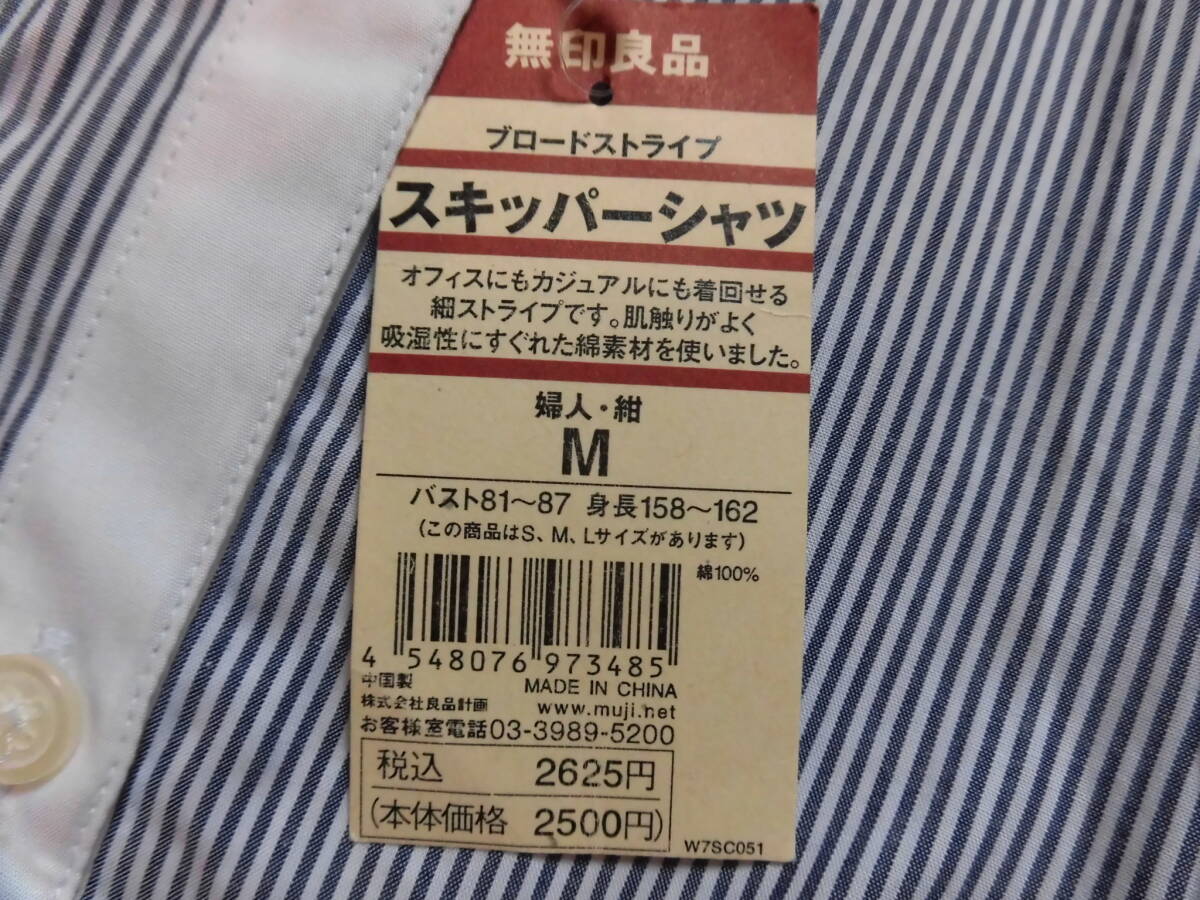 無印良品
ブロードストライプ
スキッパーシャツ
オフィスにもカジュアルにも着回せる
細ストライプです。肌触りがよく
吸湿性にすぐれた綿素材を使いました。
婦人・紺
M
バスト81〜87 身長158〜162
(この商品はS、M、Lサイズがあります)
綿100%
4 548076 973485
中国製 MADE IN CHINA
株式会社良品計画 www.muji.net
お客様室電話03-3989-5200
税込 2625円
(本体価格 2500円)
W7SC051